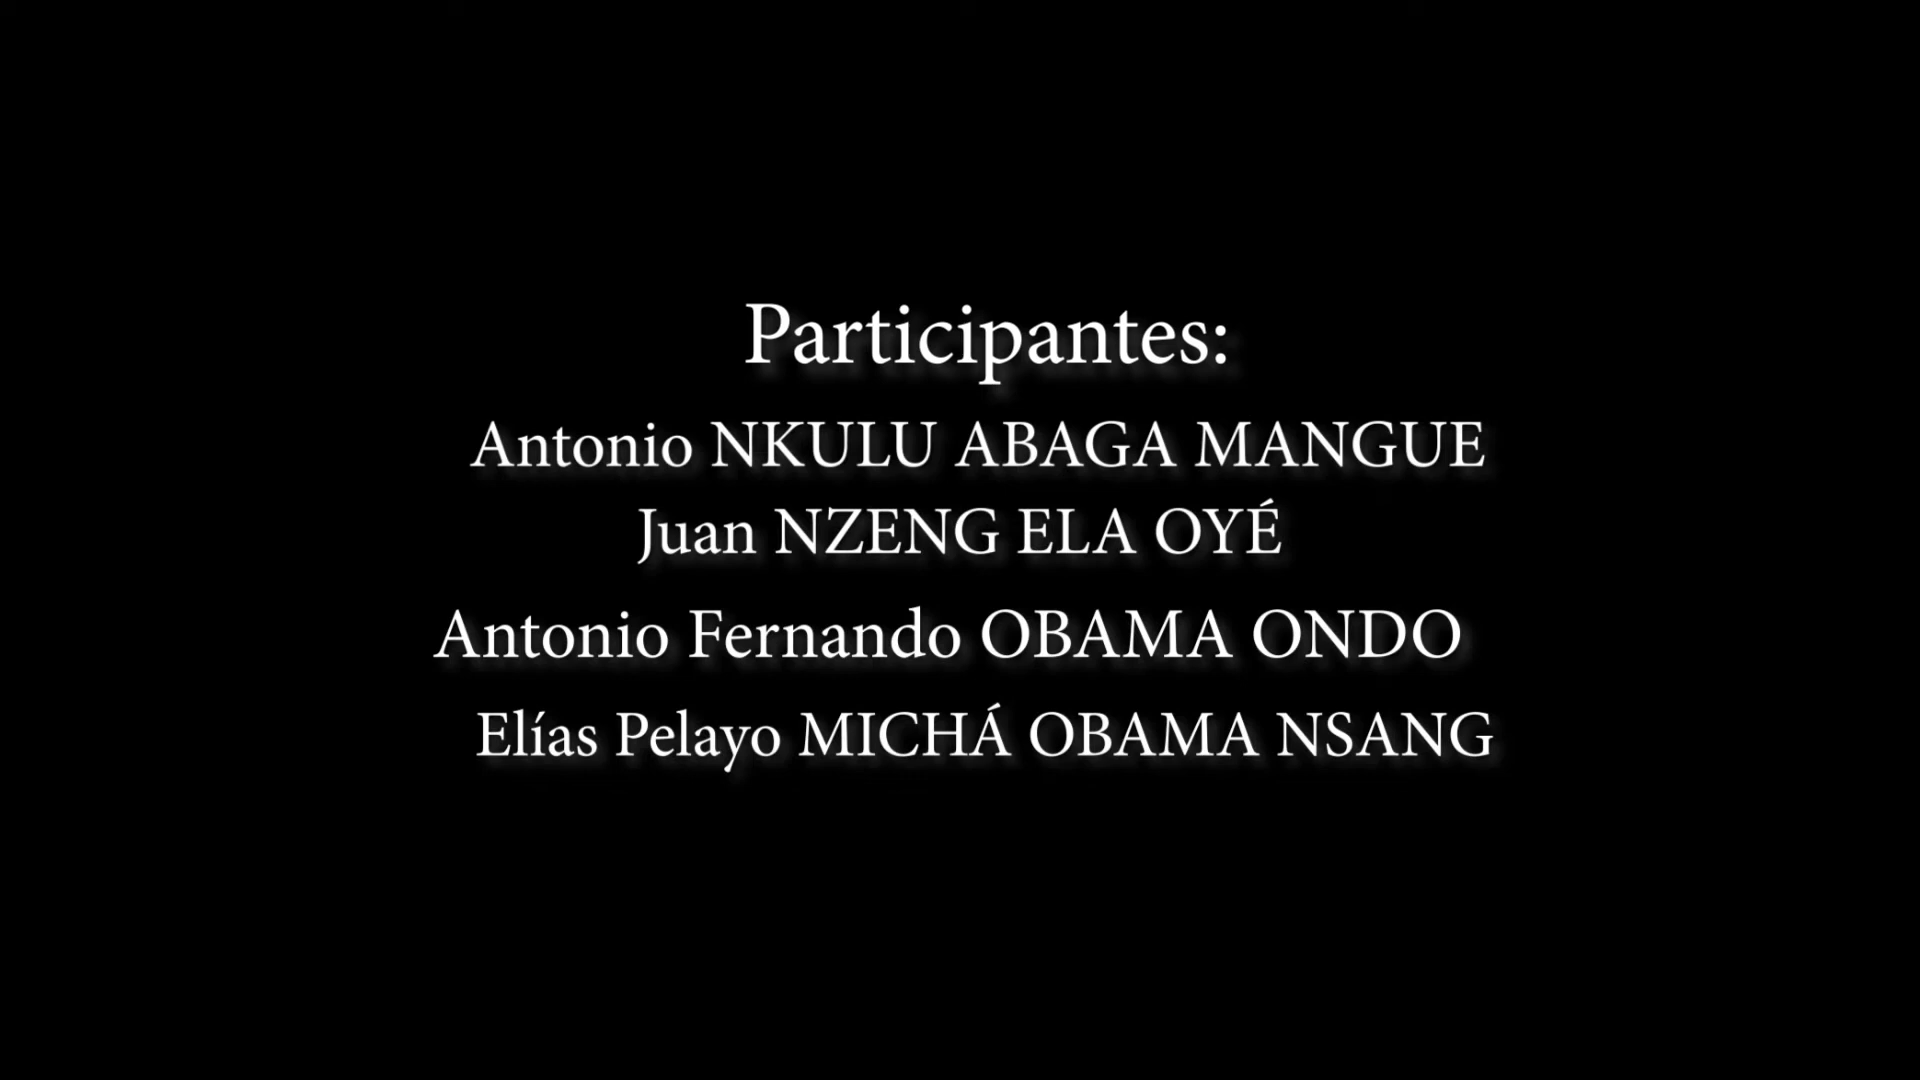 Participantes:
Antonio NKULU ABAGA MANGUE
Juan NZENG ELA OYÉ
Antonio Fernando OBAMA ONDO
Elías Pelayo MICHÁ OBAMA NSANG